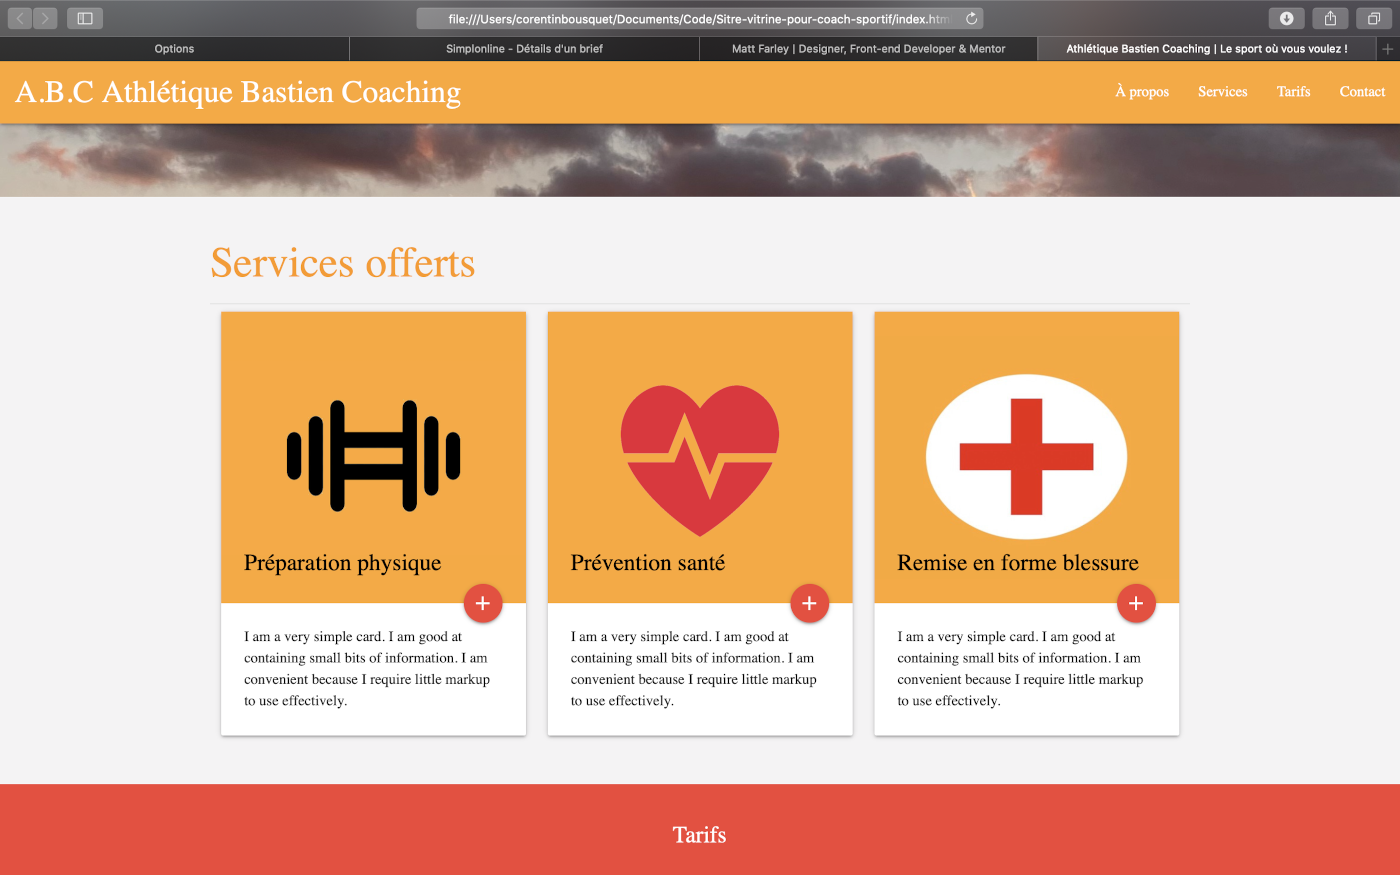 file:///Users/corentinbousquet/Documents/Code/Sitre-vitrine-pour-coach-sportif/index.htm
Options
Simplonline - Détails d'un brief
Matt Farley | Designer, Front-end Developer & Mentor
Athlétique Bastien Coaching | Le sport où vous voulez !
A.B.C Athlétique Bastien Coaching
À propos
Services
Tarifs
Contact
Services offerts
Préparation physique
I am a very simple card. I am good at
containing small bits of information. I am
convenient because I require little markup
to use effectively.
Prévention santé
I am a very simple card. I am good at
containing small bits of information. I am
convenient because I require little markup
to use effectively.
Remise en forme blessure
I am a very simple card. I am good at
containing small bits of information. I am
convenient because I require little markup
to use effectively.
Tarifs